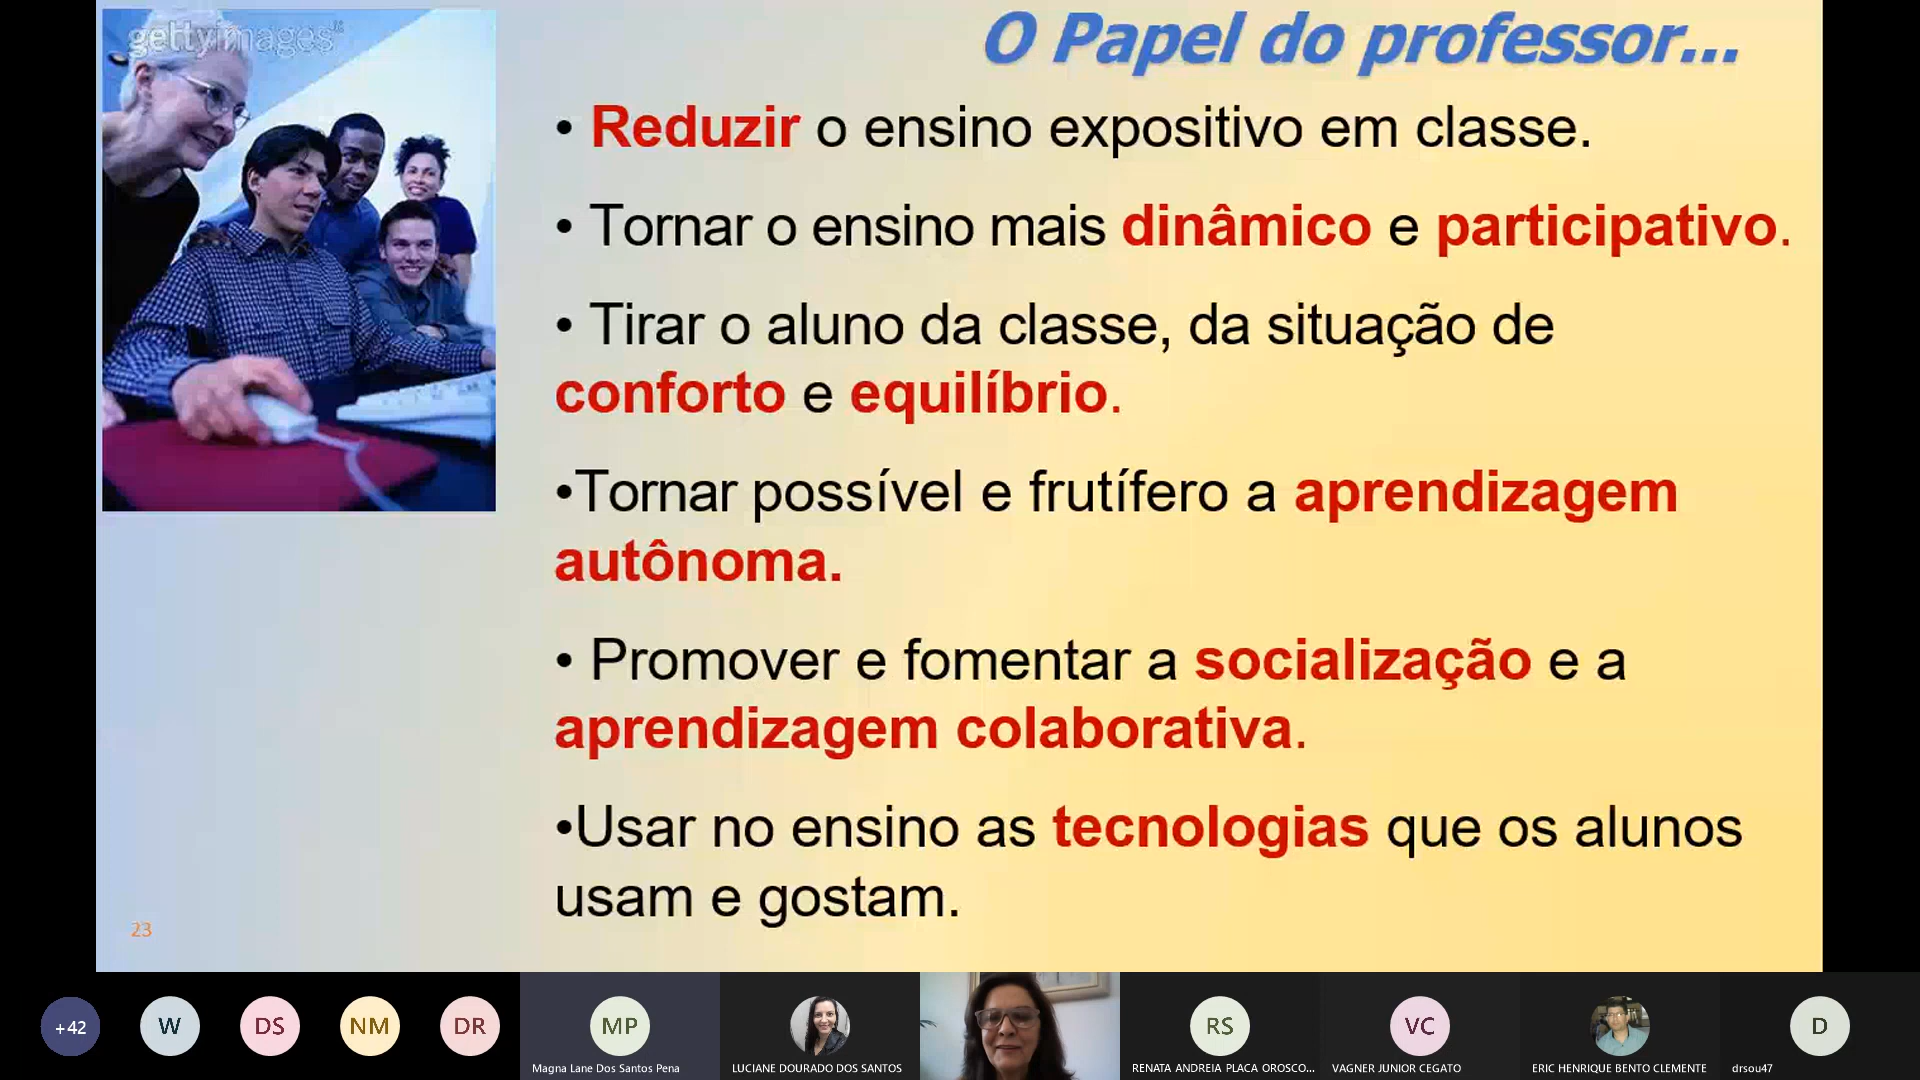 gettyimages
O Papel do professor...
• Reduzir o ensino expositivo em classe.
• Tornar o ensino mais dinâmico e participativo.
• Tirar o aluno da classe, da situação de
conforto e equilíbrio.
•Tornar possível e frutífero a aprendizagem
autônoma.
• Promover e fomentar a socialização e a
aprendizagem colaborativa.
•Usar no ensino as tecnologias que os alunos
usam e gostam.
23
+42
W
DS
NM
DR
MP
Magna Lane Dos Santos Pena
LUCIANE DOURADO DOS SANTOS
RS
RENATA ANDREIA PLACA OROSCO...
VC
VAGNER JUNIOR CEGATO
ERIC HENRIQUE BENTO CLEMENTE
D
drsou47